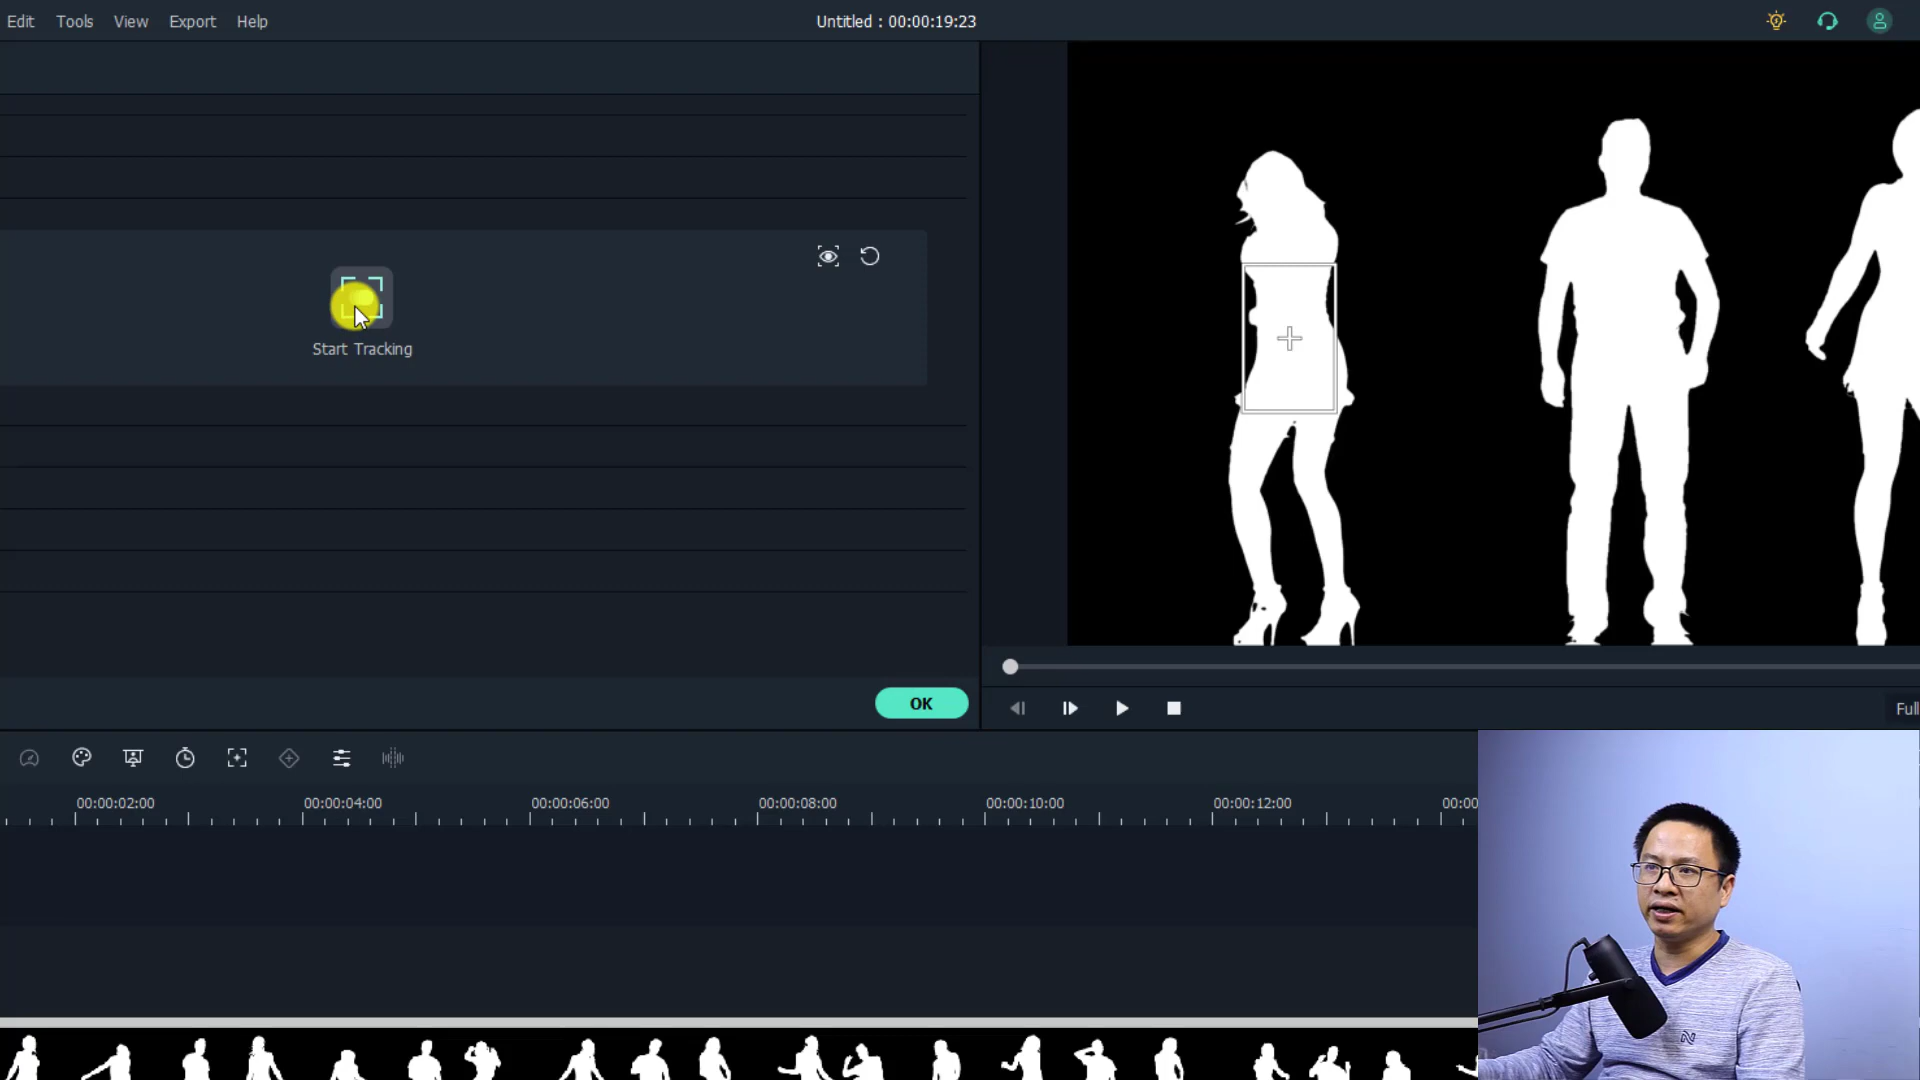 Edit Tools View Export Help
Untitled : 00:00:19:23
Start Tracking
OK
Full
00:00:02:00 00:00:04:00 00:00:06:00 00:00:08:00 00:00:10:00 00:00:12:00 00:00